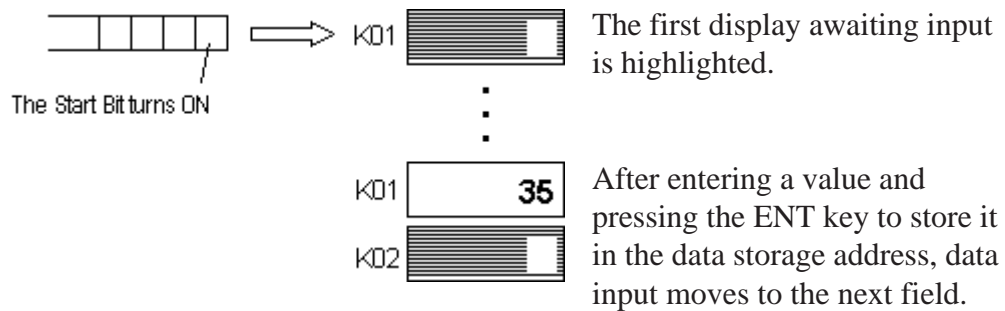 K01
The first display awaiting input
is highlighted.
The Start Bit turns ON
K01
35
After entering a value and
pressing the ENT key to store it
K02
in the data storage address, data
input moves to the next field.